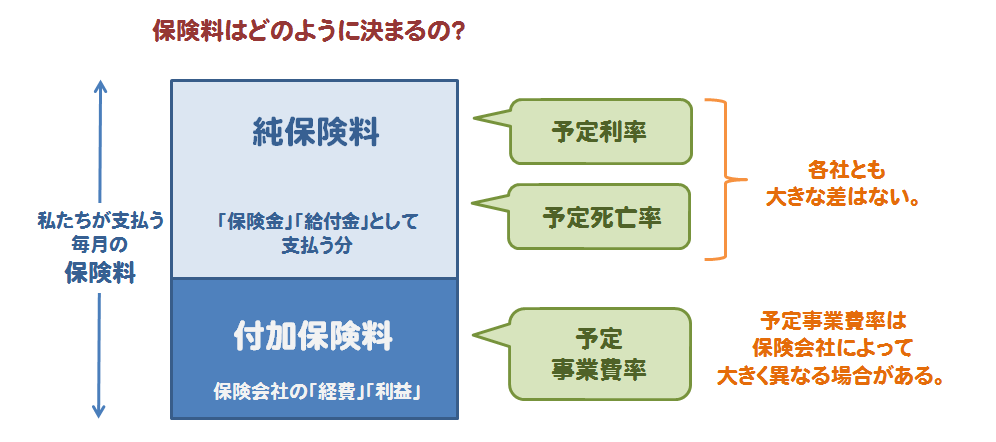 保険料はどのように決まるの?
私たちが支払う
毎月の
保険料
純保険料
「保険金」「給付金」として
支払う分
付加保険料
保険会社の「経費」「利益」
予定利率
予定死亡率
予定
事業費率
各社とも
大きな差はない。
予定事業費率は
保険会社によって
大きく異なる場合がある。